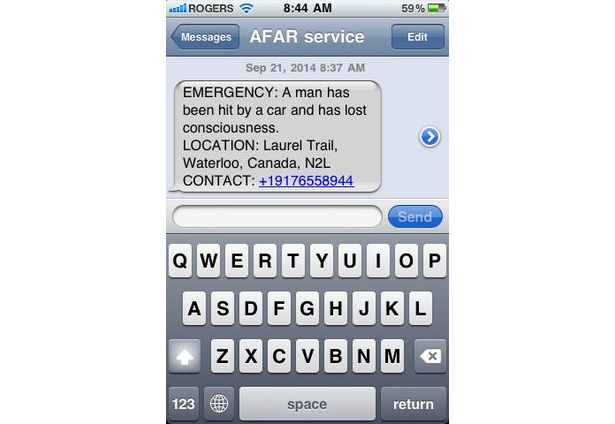 ROGERS 8:44 AM 59%
Messages AFAR service Edit
Sep 21, 2014 8:37 AM
EMERGENCY: A man has
been hit by a car and has lost
consciousness.
LOCATION: Laurel Trail,
Waterloo, Canada, N2L
CONTACT: +19176558944
Send
Q W E R T Y U I O P
A S D F G H J K L
Z X C V B N M
123 space return